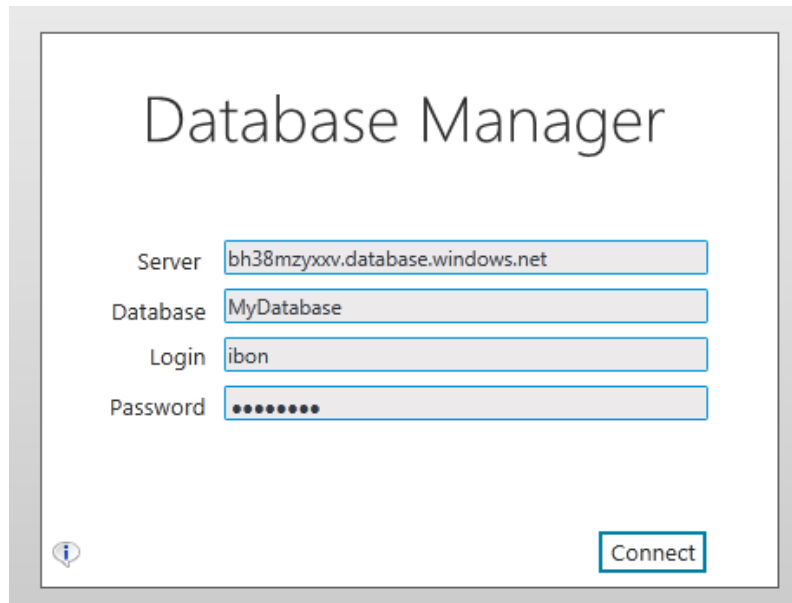 Database Manager
Server bh38mzyxxv.database.windows.net
Database MyDatabase
Login ibon
Password ●●●●●●●●
Connect